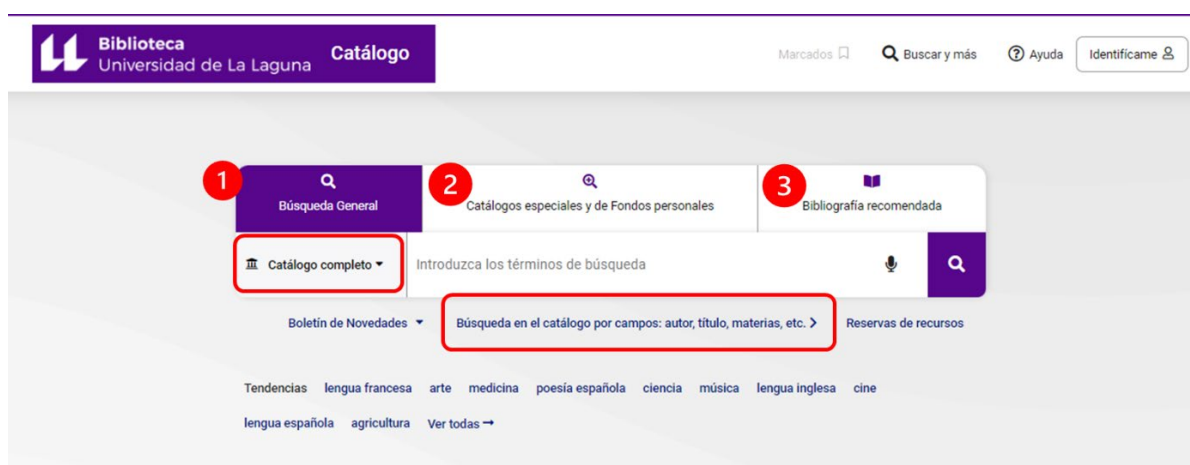 Biblioteca
Universidad de La Laguna
Catálogo
Marcados
Buscar y más
Ayuda
Identifícame
1
Búsqueda General
2
Catálogos especiales y de Fondos personales
3
Bibliografía recomendada
Catálogo completo
Introduzca los términos de búsqueda
Boletín de Novedades
Búsqueda en el catálogo por campos: autor, título, materias, etc.
Reservas de recursos
Tendencias lengua francesa arte medicina poesía española ciencia música lengua inglesa cine
lengua española agricultura Ver todas